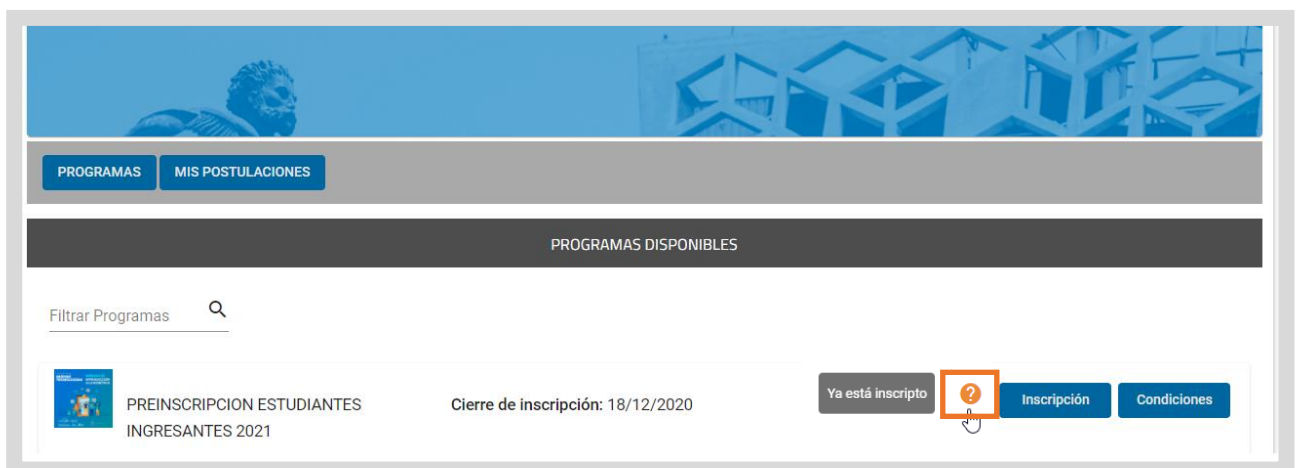 PROGRAMAS MIS POSTULACIONES
PROGRAMAS DISPONIBLES
Filtrar Programas
PREINSCRIPCION ESTUDIANTES Cierre de inscripción: 18/12/2020 Ya está inscripto ? Inscripción Condiciones
INGRESANTES 2021